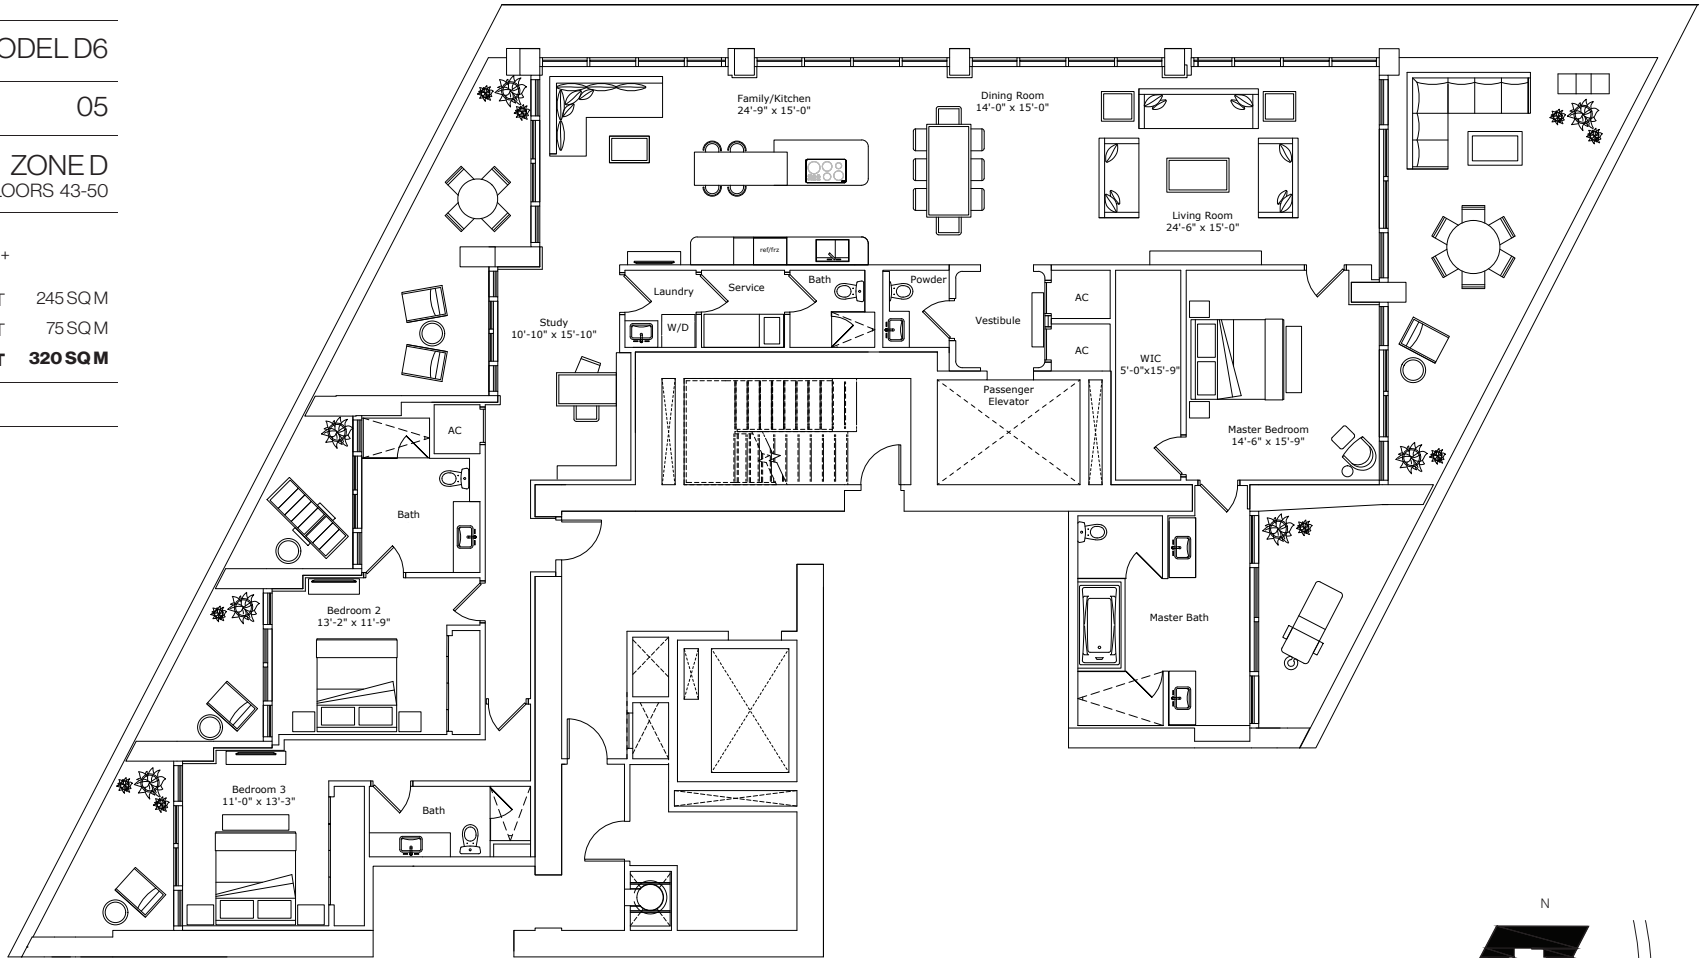 ODEL D6
05
ZONE D
LOORS 43-50
+
T 245 SQ M
T 75 SQ M
T 320 SQ M
Family/Kitchen
24'-9" x 15'-0"
Dining Room
14'-0" x 15'-0"
Living Room
24'-6" x 15'-0"
ref/frz
Laundry
W/D
Service
Bath
Powder
Vestibule
AC
AC
WIC
5'-0"x15'-9"
Study
10'-10" x 15'-10"
Passenger
Elevator
Master Bedroom
14'-6" x 15'-9"
AC
Bath
Bedroom 2
13'-2" x 11'-9"
Master Bath
Bedroom 3
11'-0" x 13'-3"
Bath
N